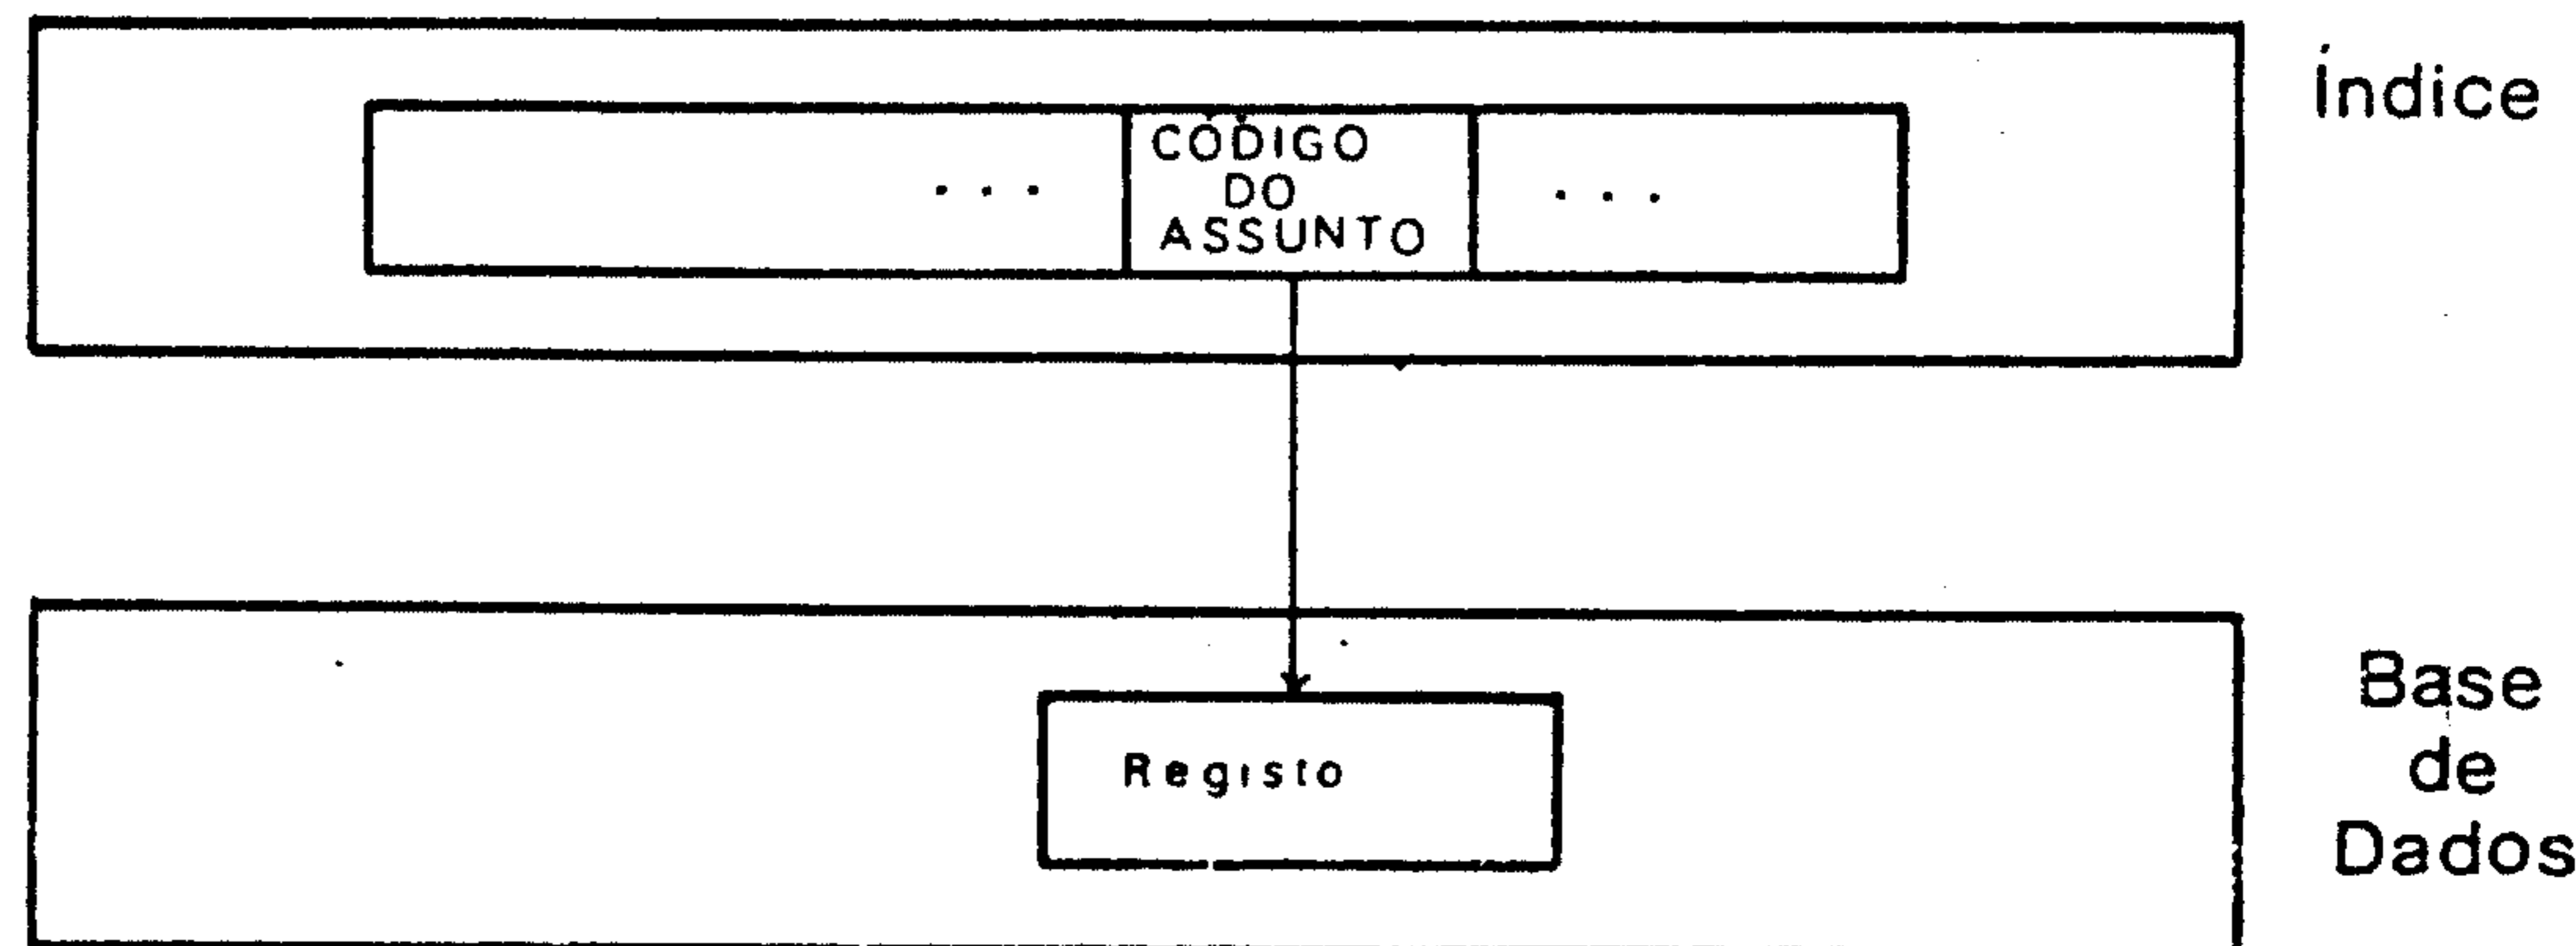 Índice
... CÓDIGO ...
DO
ASSUNTO
Registo
Base
de
Dados